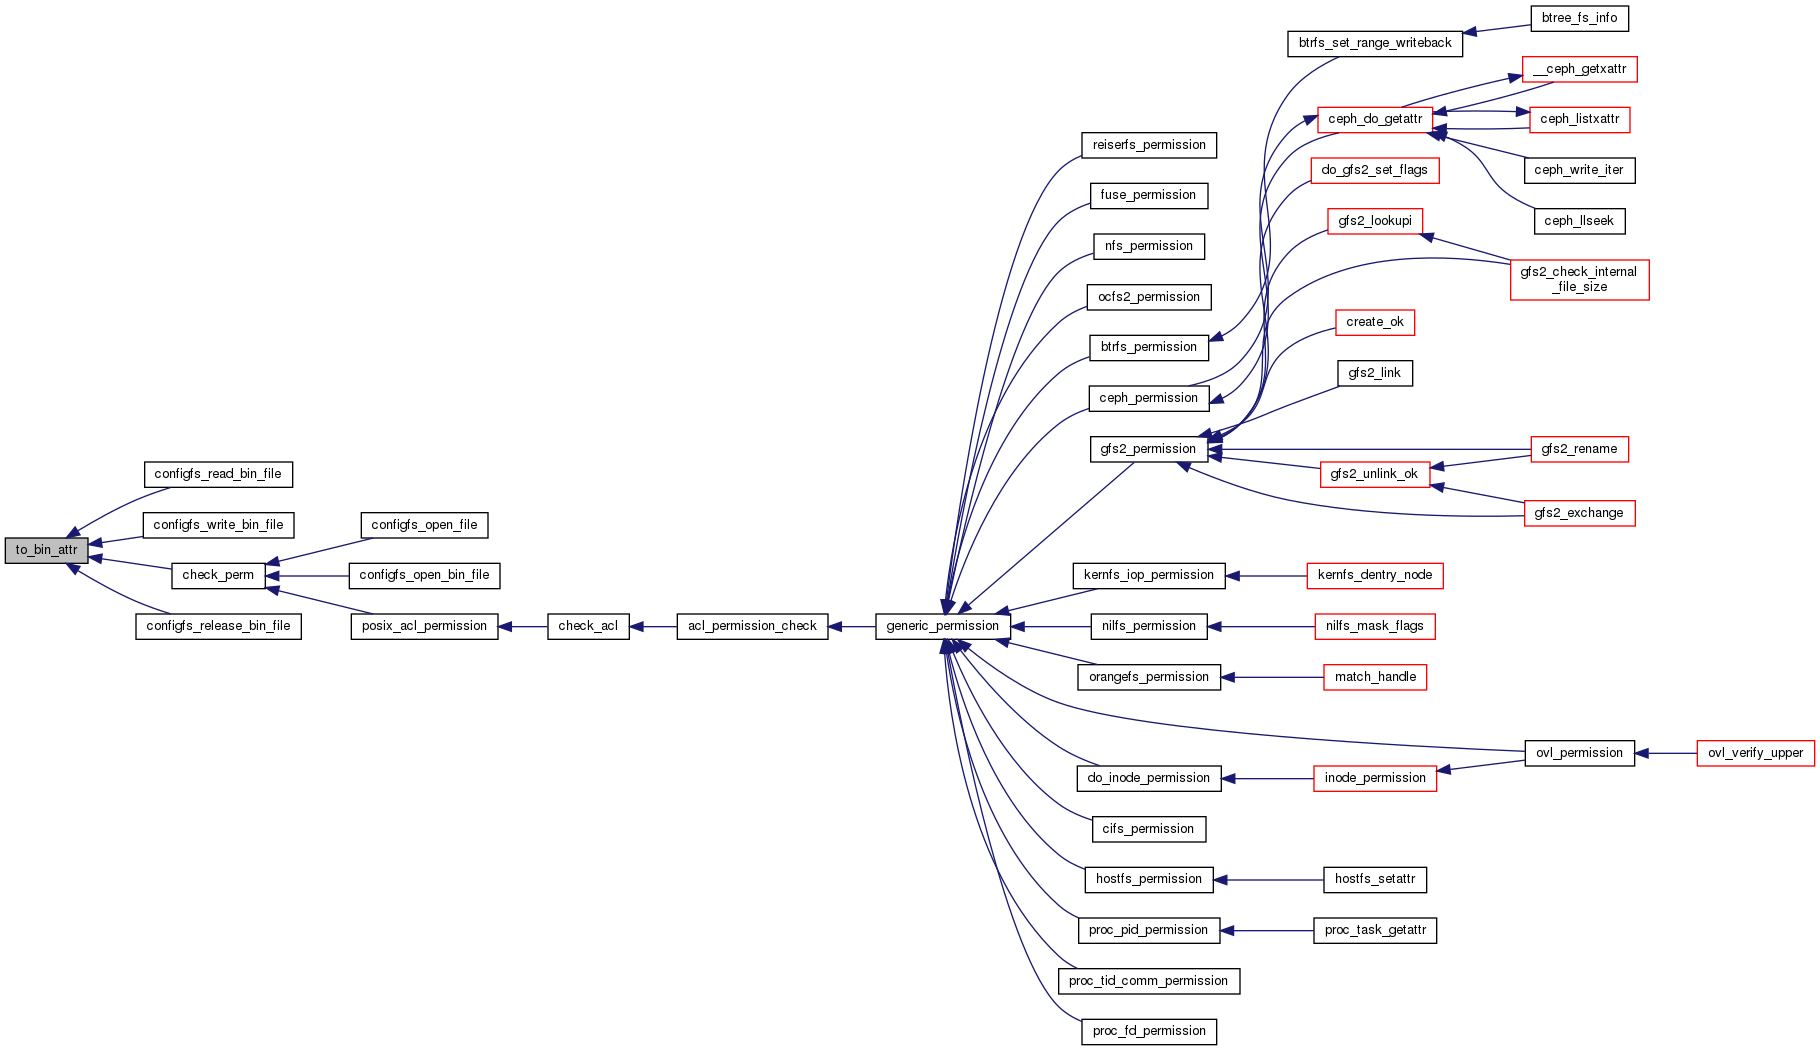 to_bin_attr
configfs_read_bin_file
configfs_write_bin_file
check_perm
configfs_release_bin_file
configfs_open_file
configfs_open_bin_file
posix_acl_permission
check_acl
acl_permission_check
generic_permission
reiserfs_permission
fuse_permission
nfs_permission
ocfs2_permission
btrfs_permission
ceph_permission
gfs2_permission
kernfs_iop_permission
nilfs_permission
orangefs_permission
do_inode_permission
cifs_permission
hostfs_permission
proc_pid_permission
proc_tid_comm_permission
proc_fd_permission
btrfs_set_range_writeback
ceph_do_getattr
do_gfs2_set_flags
gfs2_lookupi
create_ok
gfs2_link
gfs2_unlink_ok
kernfs_dentry_node
nilfs_mask_flags
match_handle
inode_permission
hostfs_setattr
proc_task_getattr
btree_fs_info
__ceph_getxattr
ceph_listxattr
ceph_write_iter
ceph_llseek
gfs2_check_internal
_file_size
gfs2_rename
gfs2_exchange
ovl_permission
ovl_verify_upper